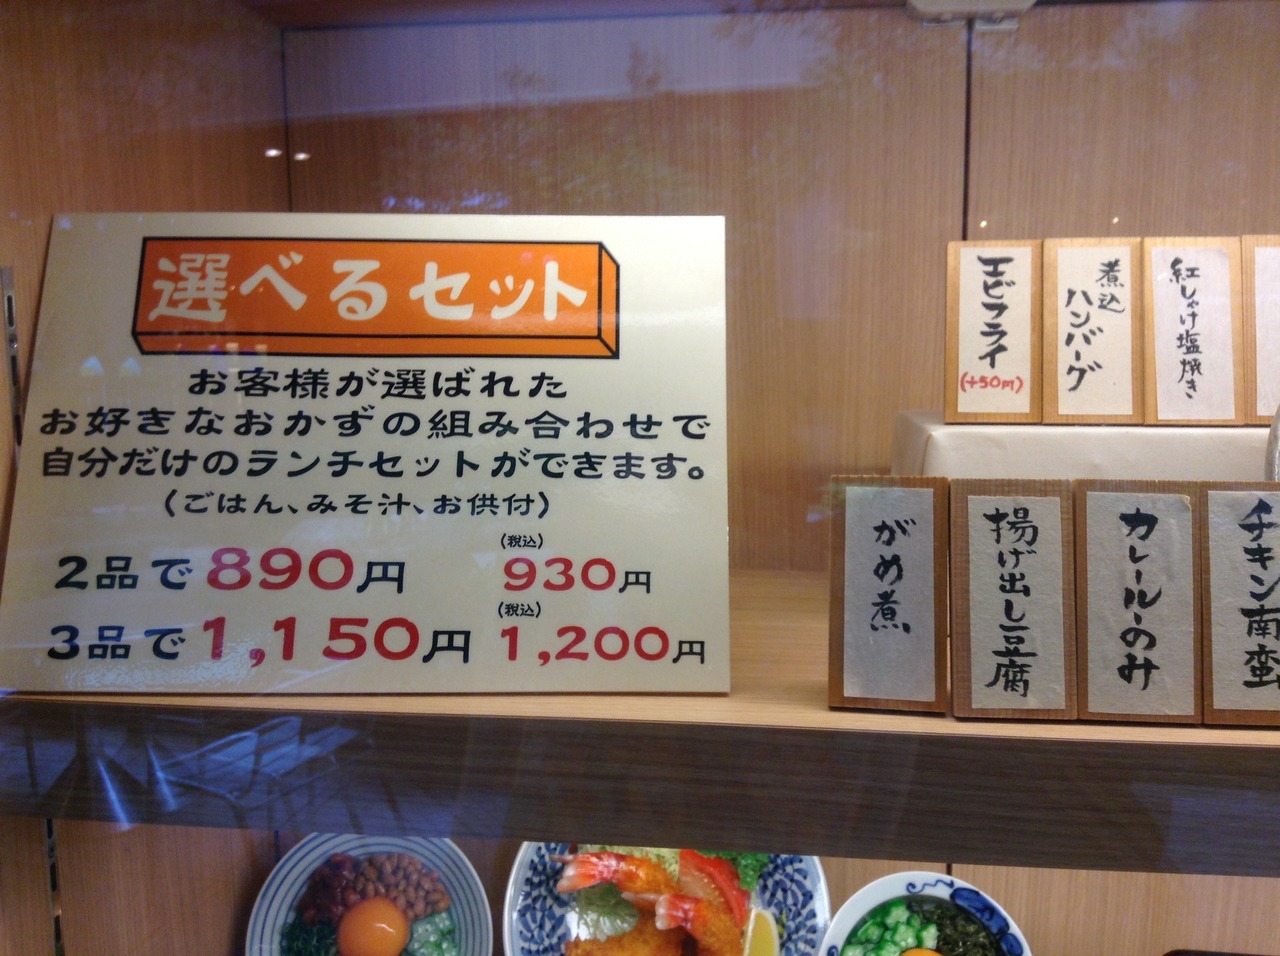 選べるセット
お客様が選ばれた
お好きなおかずの組み合わせで
自分だけのランチセットができます。
(ごはん、みそ汁、お供付)
2品で890円 (税込) 930円
3品で1,150円 (税込) 1,200円
エビフライ
(+50円)
煮込
ハンバーグ
紅しゃけ塩焼き
がめ煮
揚げ出し豆腐
カレールーのみ
チキン南蛮